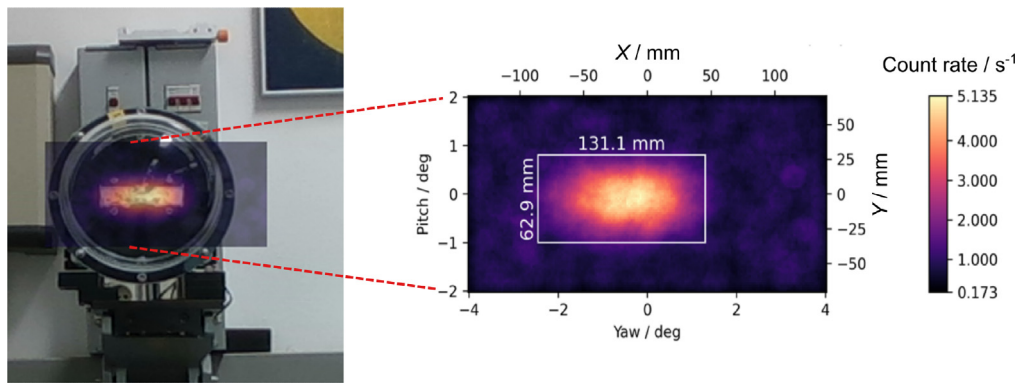 X / mm
−100 −50 0 50 100
Count rate / s⁻¹
2
1
0
−1
−2
Pitch / deg
131.1 mm
62.9 mm
50
25
0
−25
−50
Y / mm
5.135
4.000
3.000
2.000
1.000
0.173
−4 −2 0 2 4
Yaw / deg